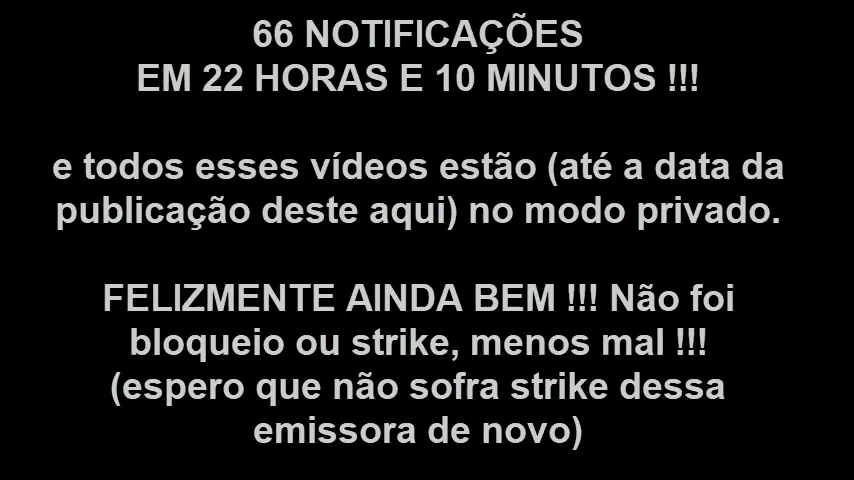 66 NOTIFICAÇÕES
EM 22 HORAS E 10 MINUTOS !!!
e todos esses vídeos estão (até a data da
publicação deste aqui) no modo privado.
FELIZMENTE AINDA BEM !!! Não foi
bloqueio ou strike, menos mal !!!
(espero que não sofra strike dessa
emissora de novo)